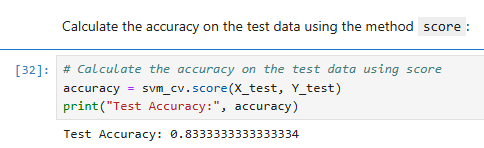 Calculate the accuracy on the test data using the method score :
[32]: # Calculate the accuracy on the test data using score
accuracy = svm_cv.score(X_test, Y_test)
print("Test Accuracy:", accuracy)
Test Accuracy: 0.8333333333333334